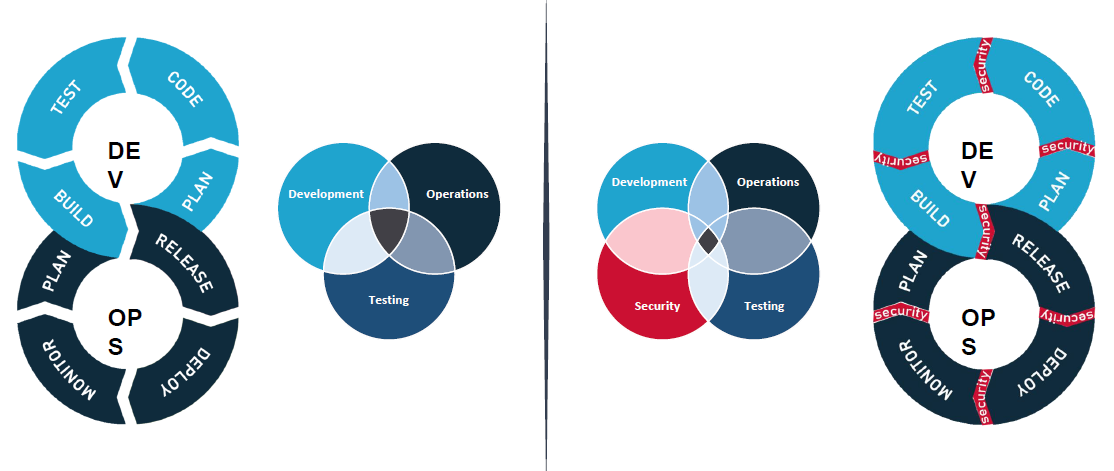 TEST
CODE
DE
V
BUILD
PLAN
PLAN
RELEASE
OP
S
MONITOR
DEPLOY
Development
Operations
Testing
Development
Operations
Security
Testing
security
TEST
CODE
security
security
DE
V
BUILD
PLAN
security
PLAN
RELEASE
security
security
OP
S
MONITOR
DEPLOY
security